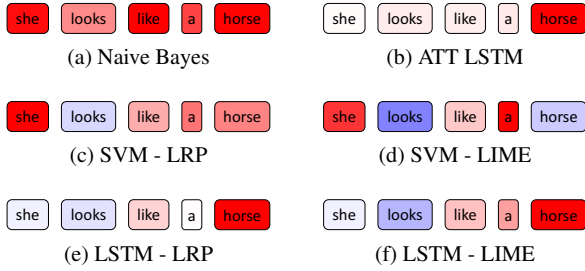 she looks like a horse she looks like a horse
(a) Naive Bayes (b) ATT LSTM
she looks like a horse she looks like a horse
(c) SVM - LRP (d) SVM - LIME
she looks like a horse she looks like a horse
(e) LSTM - LRP (f) LSTM - LIME